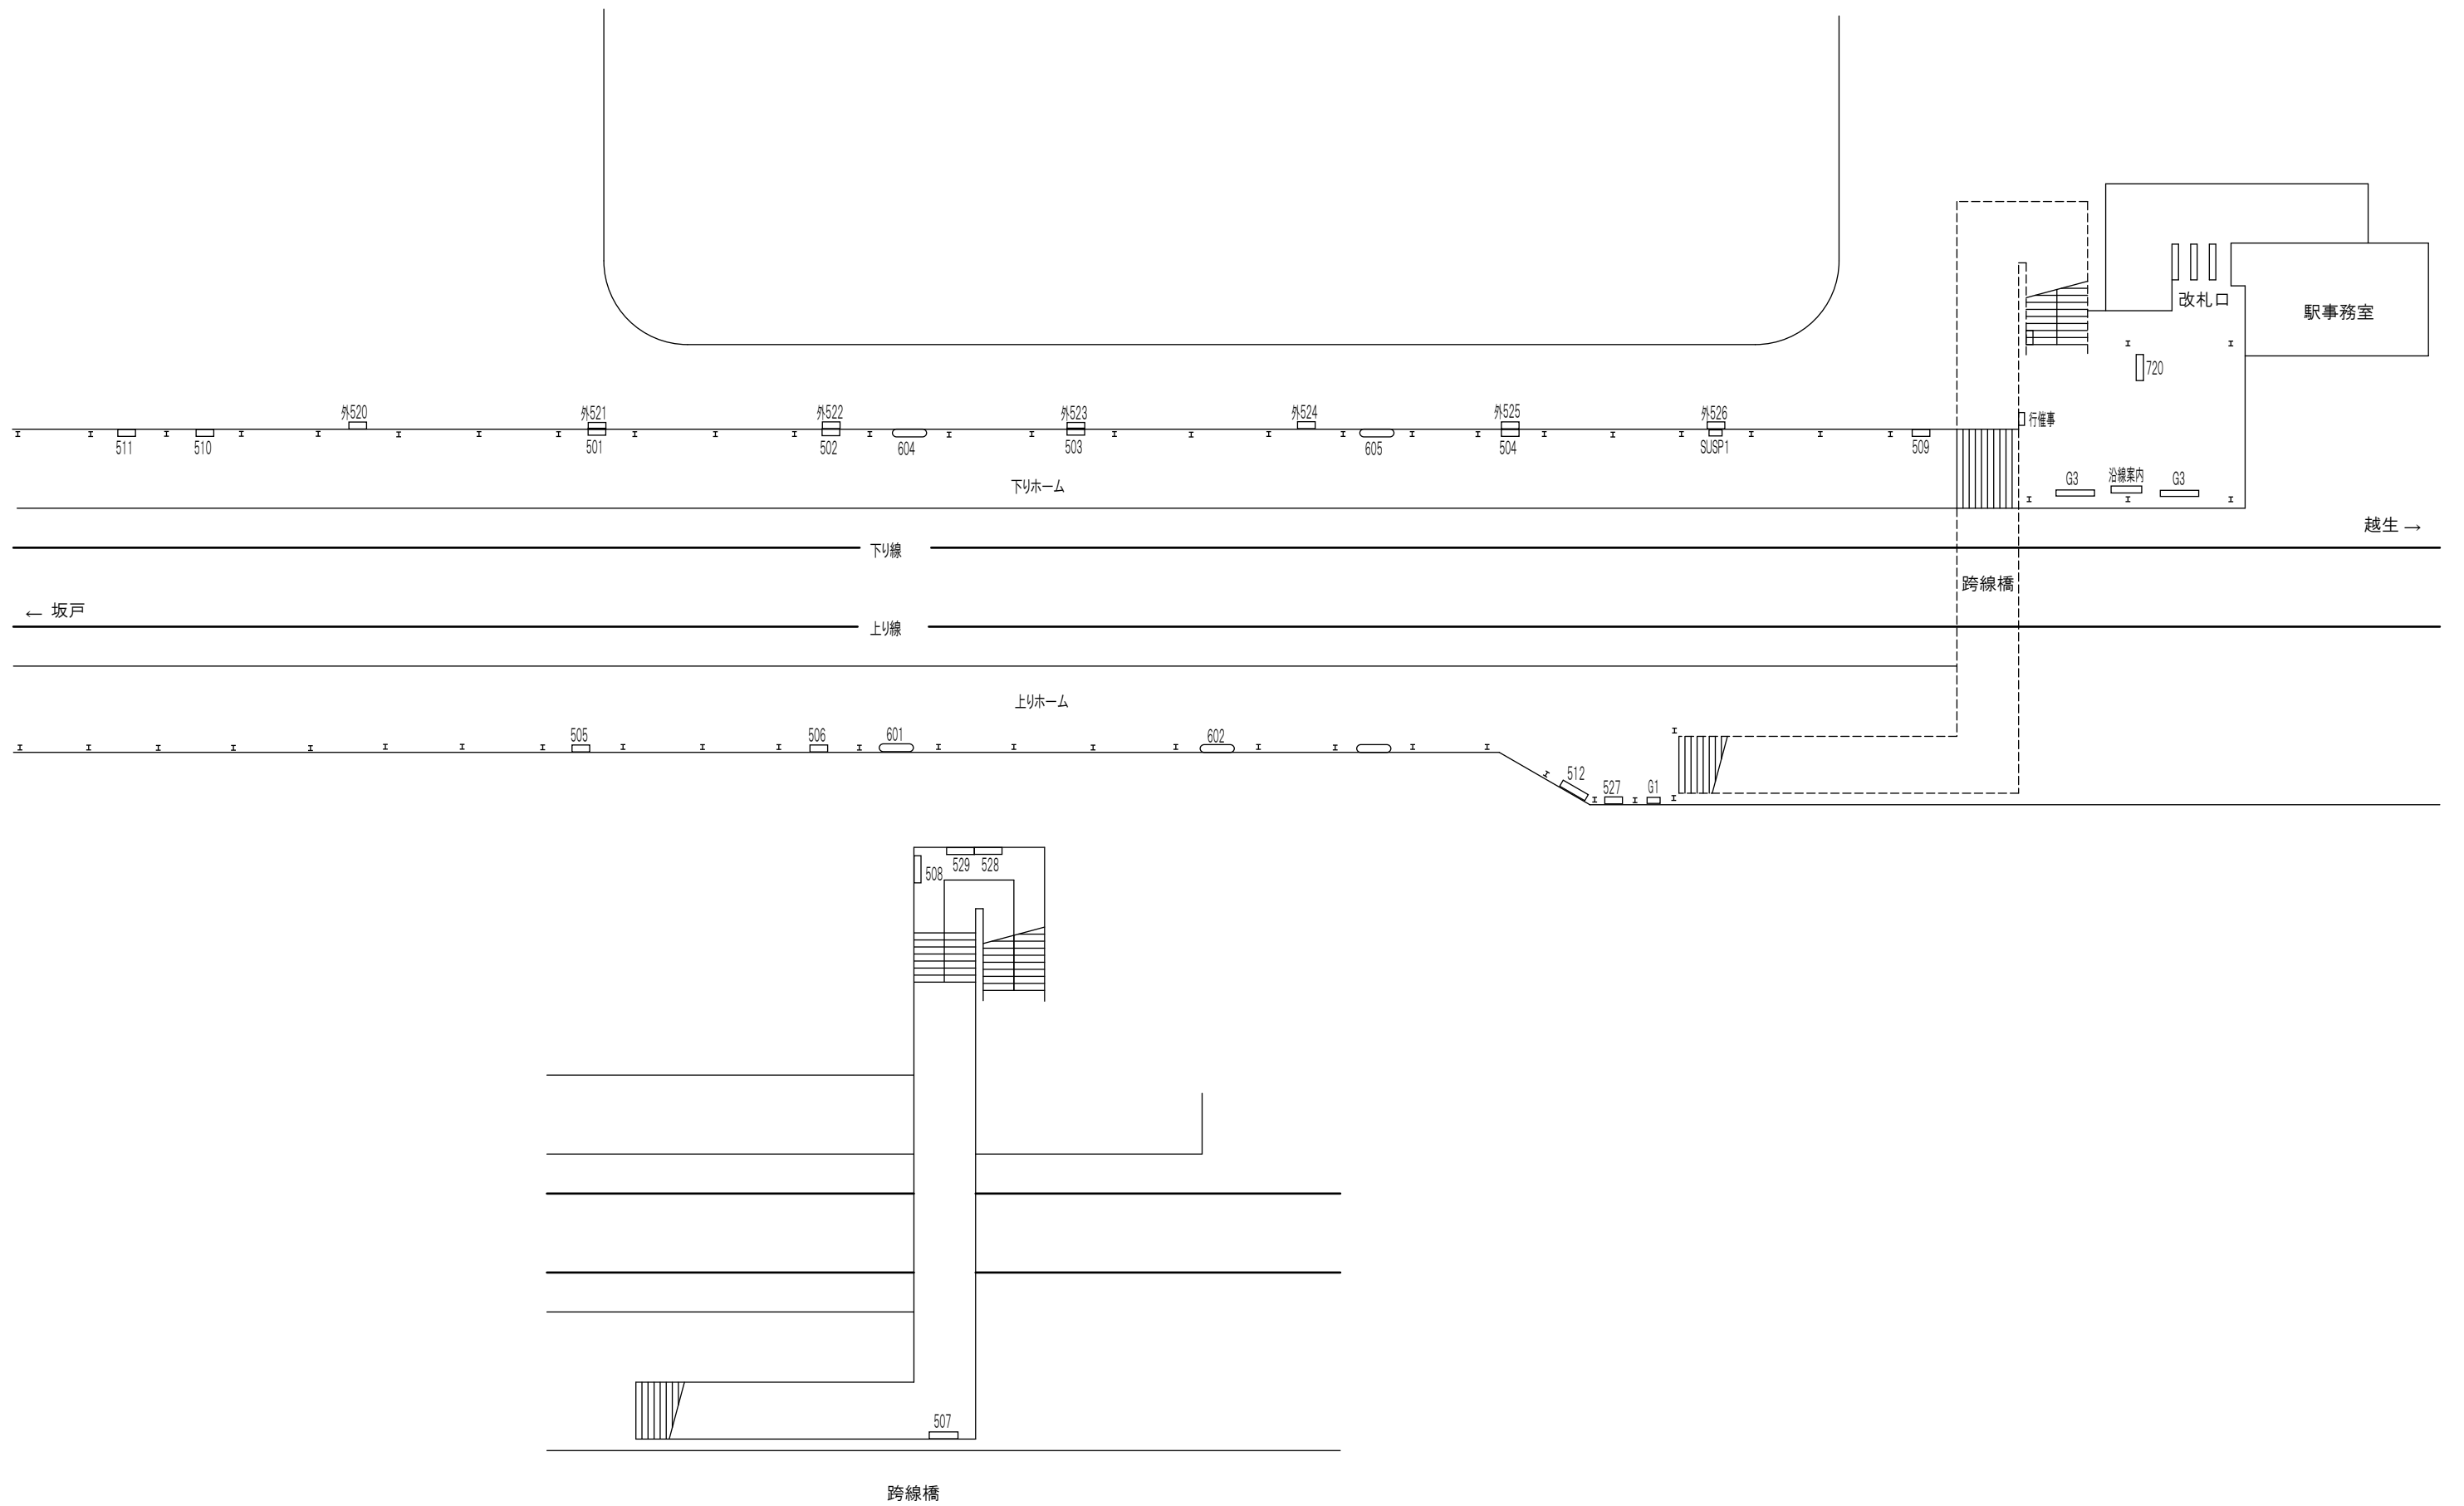 改札口
駅事務室
720
外520
外521
外522
外523
外524
外525
外526
行催事
511
510
501
502
604
503
605
504
SUSP1
509
G3
沿線案内
G3
下りホーム
越生 →
下り線
跨線橋
← 坂戸
上り線
上りホーム
505
506
601
602
512
527
G1
508
529
528
507
跨線橋